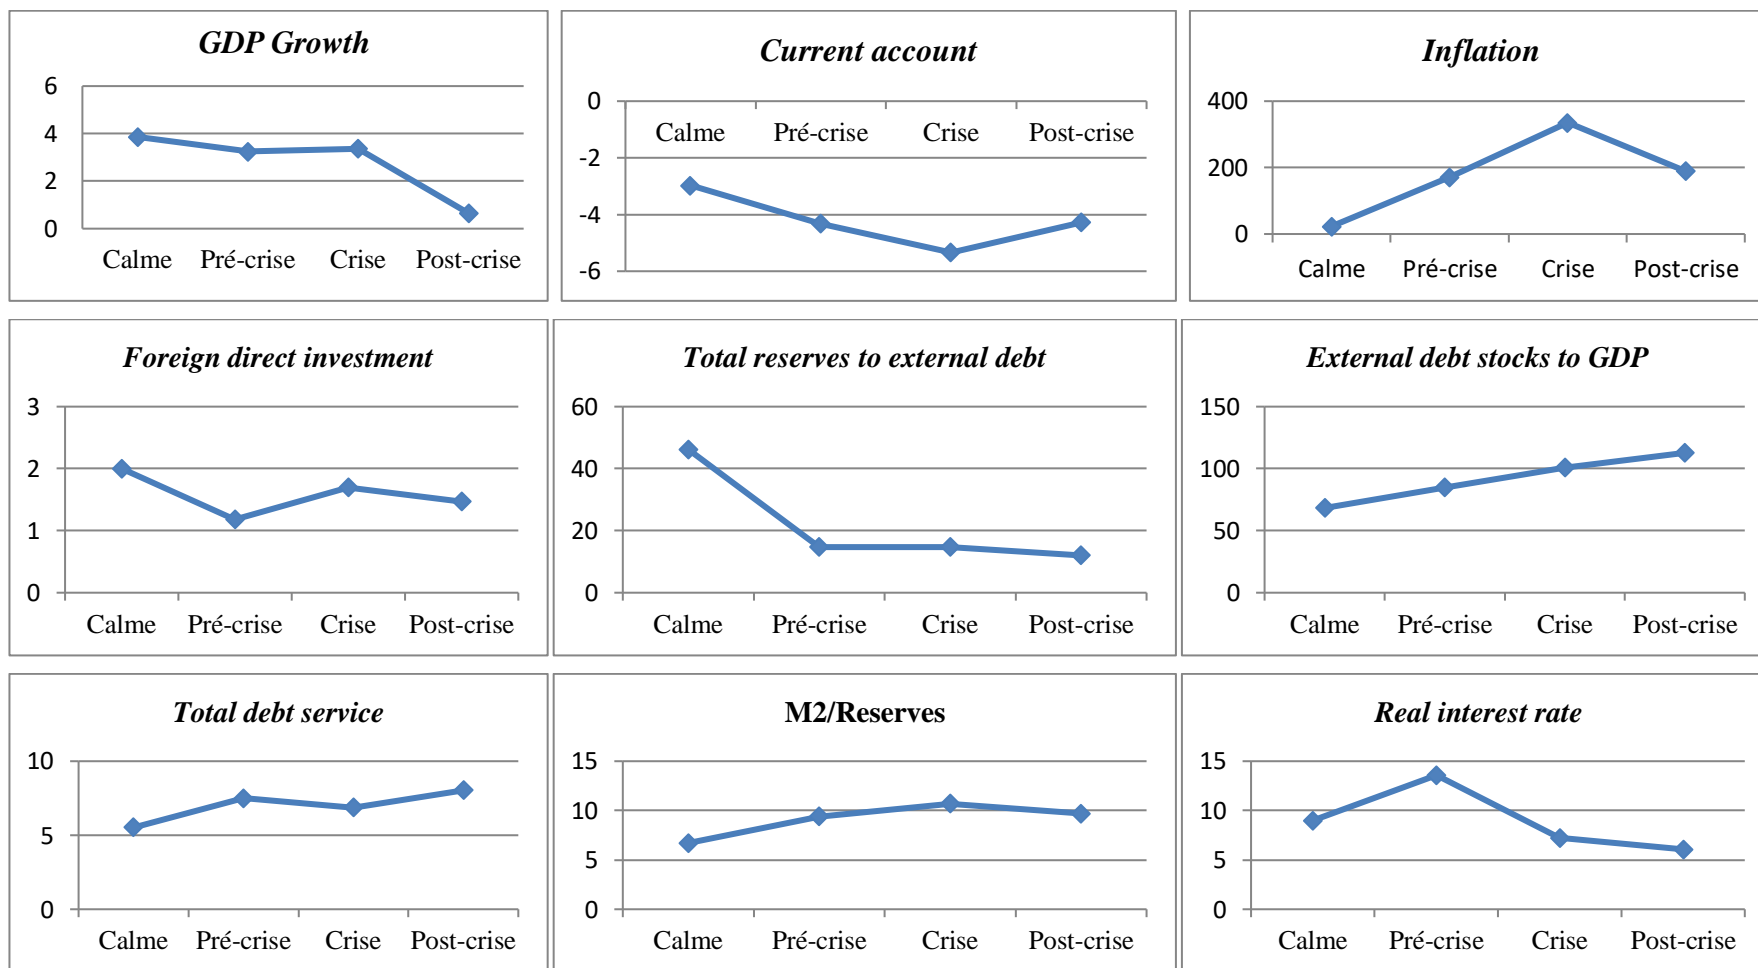 GDP Growth
6
4
2
0
Calme Pré-crise Crise Post-crise
Current account
0
-2
-4
-6
Calme Pré-crise Crise Post-crise
Inflation
400
200
0
Calme Pré-crise Crise Post-crise
Foreign direct investment
3
2
1
0
Calme Pré-crise Crise Post-crise
Total reserves to external debt
60
40
20
0
Calme Pré-crise Crise Post-crise
External debt stocks to GDP
150
100
50
0
Calme Pré-crise Crise Post-crise
Total debt service
10
5
0
Calme Pré-crise Crise Post-crise
M2/Reserves
15
10
5
0
Calme Pré-crise Crise Post-crise
Real interest rate
15
10
5
0
Calme Pré-crise Crise Post-crise